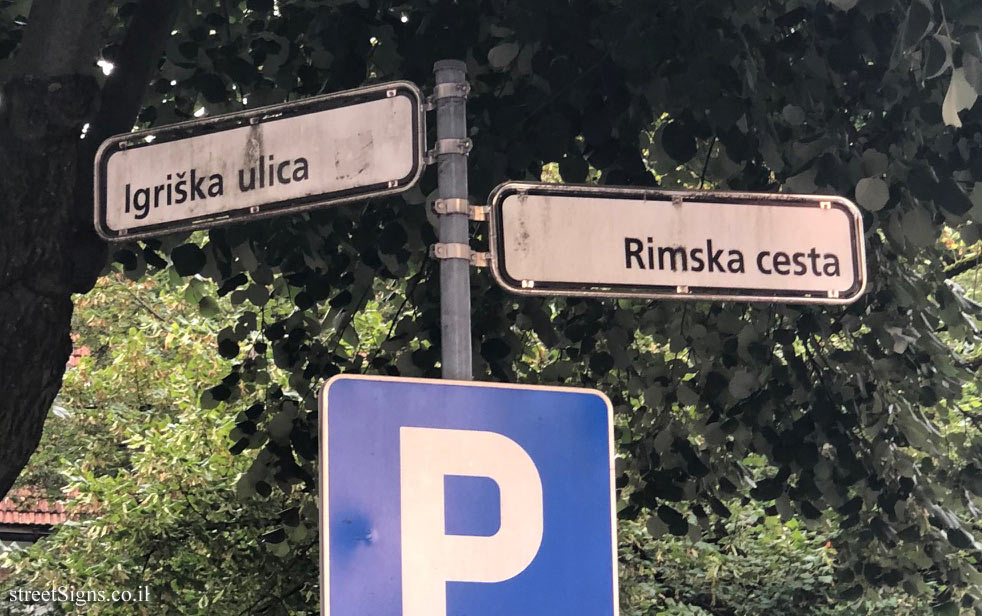 Igriška ulica
Rimska cesta
P
streetSigns.co.il